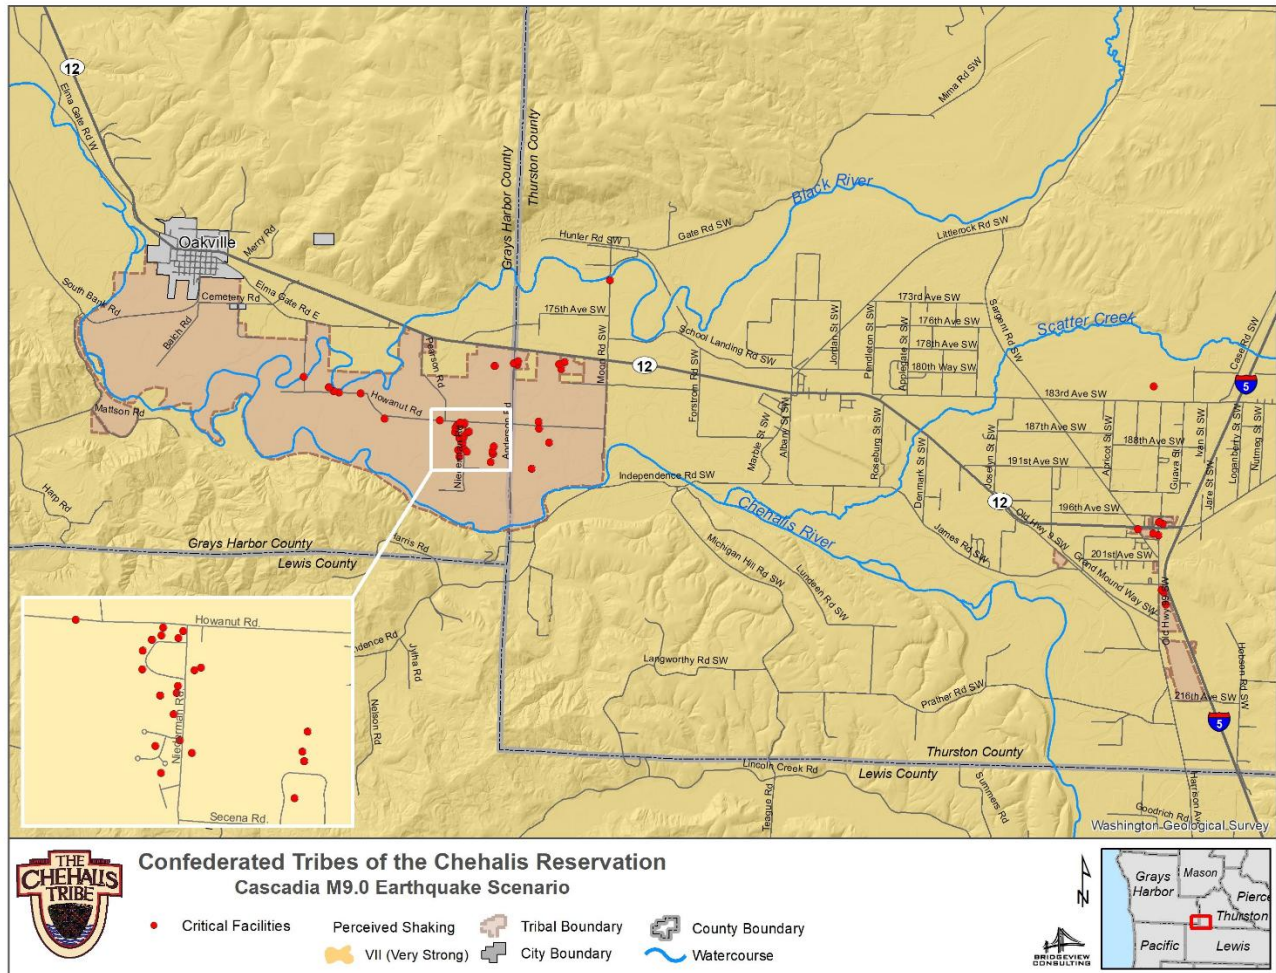 12
Elma Gate Rd W
Oakville
Merry Rd
Cemetery Rd
Elma Gate Rd E
South Bank Rd
Balch Rd
Mattson Rd
Harp Rd
Pearson Rd
Howanut Rd
Grays Harbor County
Thurston County
Hunter Rd SW
Gate Rd SW
Black River
Mima Rd SW
Littlerock Rd SW
175th Ave SW
Moon Rd SW
School Landing Rd SW
12
Forstrom Rd SW
Jordan St SW
Pendleton St SW
Applegate St SW
173rd Ave SW
176th Ave SW
178th Ave SW
180th Way SW
Sargent Rd SW
Scatter Creek
Case Rd SW
5
183rd Ave SW
187th Ave SW
188th Ave SW
191st Ave SW
Marble St SW
Albany St SW
Roseburg St SW
Denmark St SW
Joselyn St SW
Apricot St SW
Guava St SW
Ivan St SW
Jare St SW
Loganberry St SW
Nutmeg St SW
Independence Rd SW
Chehalis River
12
196th Ave SW
Old Hwy 9 SW
201st Ave SW
James Rd SW
Grand Mound Way SW
Michigan Hill Rd SW
Lundeen Rd SW
Grays Harbor County
Lewis County
Harris Rd
Langworthy Rd SW
Prather Rd SW
Hobson Rd SW
216th Ave SW
5
Jylha Rd
Nelson Rd
Thurston County
Lewis County
Lincoln Creek Rd
Teague Rd
Summers Rd
Goodrich Rd
Washington Geological Survey
Howanut Rd.
Niederman Rd.
Secena Rd.
THE
CHEHALIS
TRIBE
Confederated Tribes of the Chehalis Reservation
Cascadia M9.0 Earthquake Scenario
Critical Facilities
Perceived Shaking
VII (Very Strong)
Tribal Boundary
City Boundary
County Boundary
Watercourse
N
BRIDGEVIEW
CONSULTING
Grays
Harbor
Mason
Pierce
Thurston
Pacific
Lewis